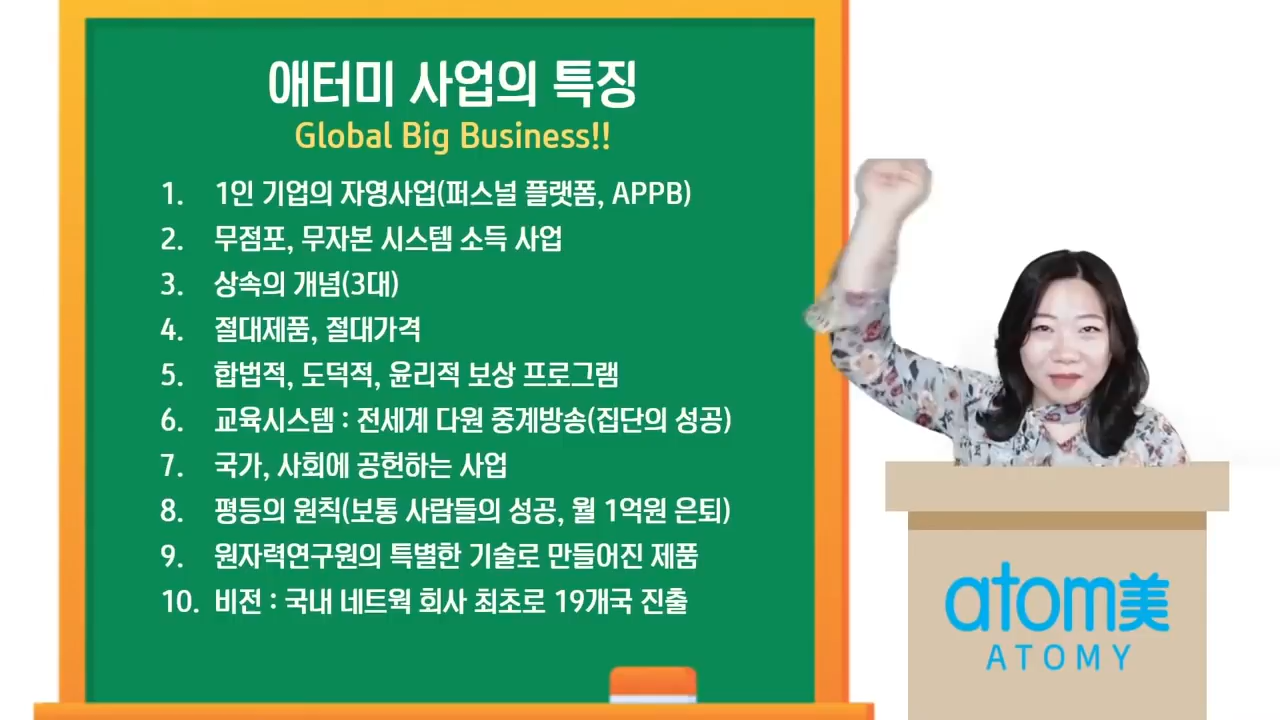 애터미 사업의 특징
Global Big Business!!
1. 1인 기업의 자영사업(퍼스널 플랫폼, APPB)
2. 무점포, 무자본 시스템 소득 사업
3. 상속의 개념(3대)
4. 절대제품, 절대가격
5. 합법적, 도덕적, 윤리적 보상 프로그램
6. 교육시스템 : 전세계 다원 중계방송(집단의 성공)
7. 국가, 사회에 공헌하는 사업
8. 평등의 원칙(보통 사람들의 성공, 월 1억원 은퇴)
9. 원자력연구원의 특별한 기술로 만들어진 제품
10. 비전 : 국내 네트웍 회사 최초로 19개국 진출
atom美
ATOMY